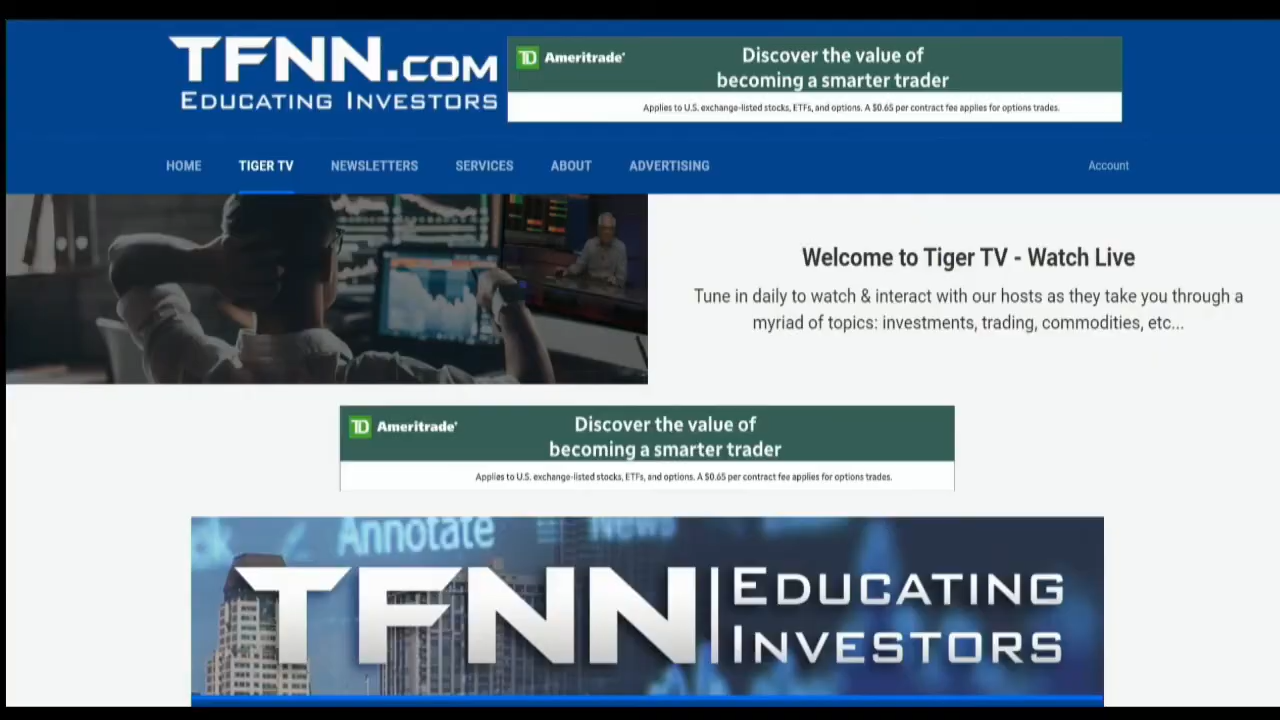 TFNN.COM
EDUCATING INVESTORS
TD Ameritrade
Discover the value of
becoming a smarter trader
Applies to U.S. exchange-listed stocks, ETFs, and options. A $0.65 per contract fee applies for options trades.
HOME TIGER TV NEWSLETTERS SERVICES ABOUT ADVERTISING Account
Welcome to Tiger TV - Watch Live
Tune in daily to watch & interact with our hosts as they take you through a
myriad of topics: investments, trading, commodities, etc...
TD Ameritrade
Discover the value of
becoming a smarter trader
Applies to U.S. exchange-listed stocks, ETFs, and options. A $0.65 per contract fee applies for options trades.
Annotate News
TFNN EDUCATING
INVESTORS